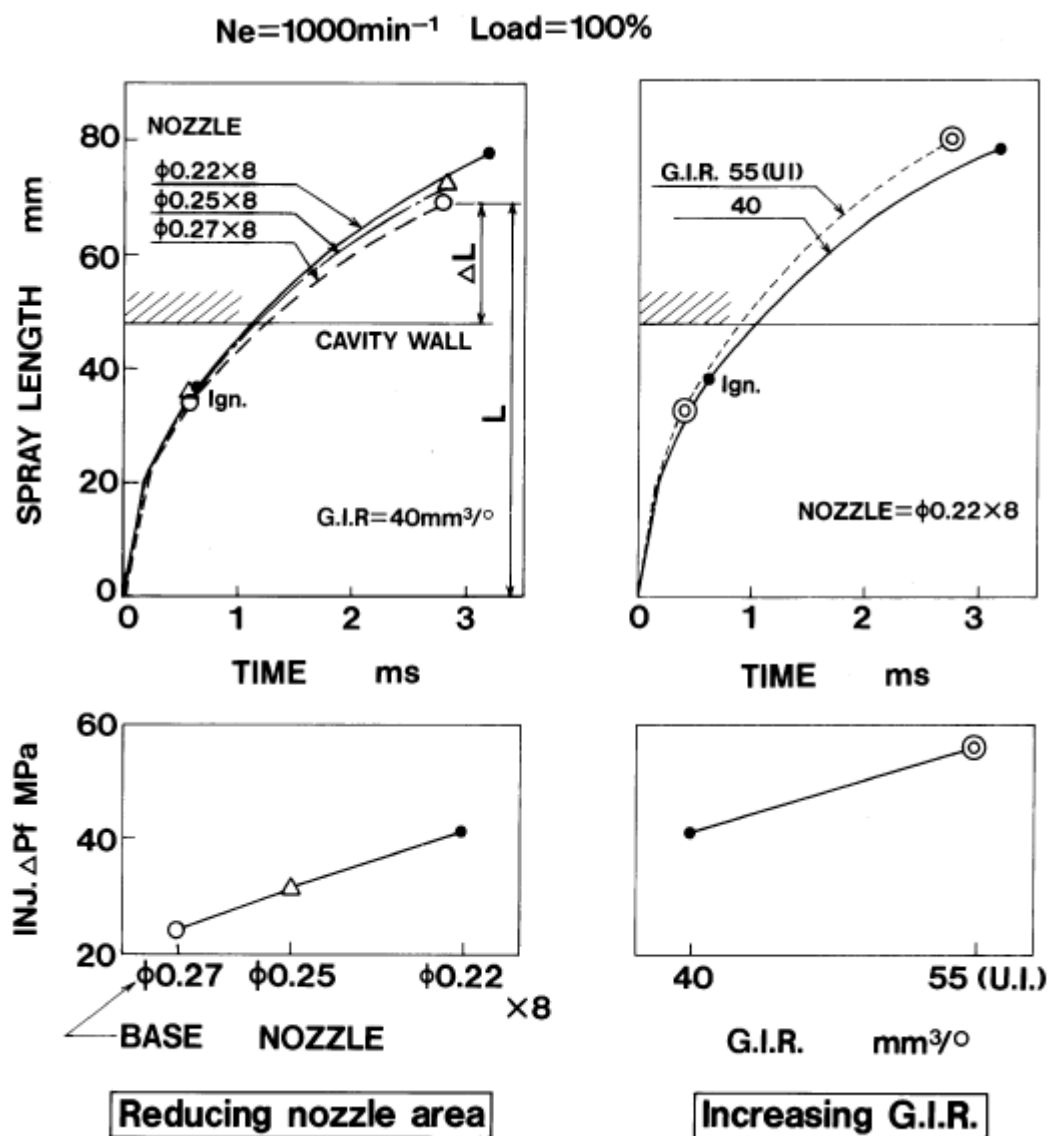 Ne=1000min⁻¹ Load=100%
SPRAY LENGTH mm
80
60
40
20
0
NOZZLE
φ0.22×8
φ0.25×8
φ0.27×8
ΔL
CAVITY WALL
Ign.
L
G.I.R=40mm³/°
0 1 2 3
TIME ms
G.I.R. 55(UI)
40
Ign.
NOZZLE=φ0.22×8
0 1 2 3
TIME ms
INJ. ΔPf MPa
60
40
20
φ0.27 φ0.25 φ0.22
×8
BASE NOZZLE
40 55(U.I.)
G.I.R. mm³/°
Reducing nozzle area
Increasing G.I.R.